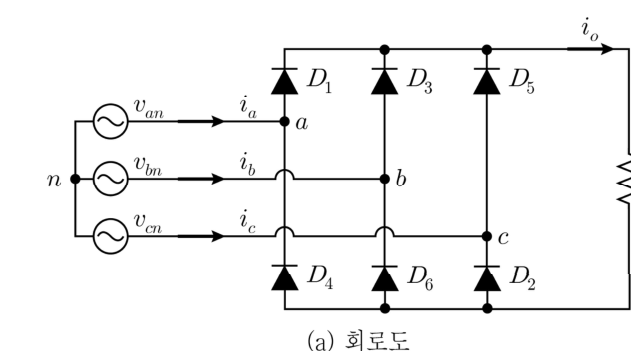 i_o
D_1 D_3 D_5
v_an i_a a
n v_bn i_b b
v_cn i_c c
D_4 D_6 D_2
(a) 회로도